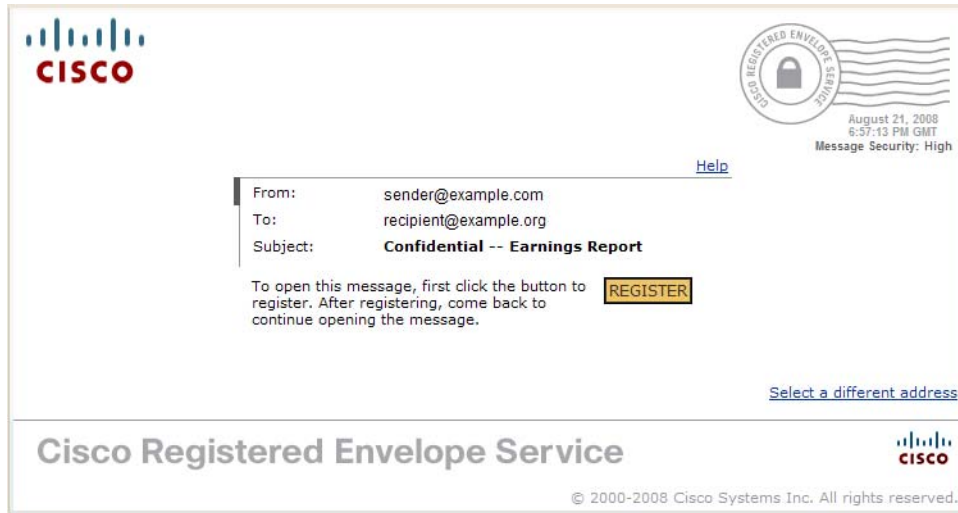 CISCO
CISCO REGISTERED ENVELOPE SERVICE
August 21, 2008
6:57:13 PM GMT
Message Security: High
Help
From: sender@example.com
To: recipient@example.org
Subject: Confidential -- Earnings Report
To open this message, first click the button to
register. After registering, come back to
continue opening the message.
REGISTER
Select a different address
Cisco Registered Envelope Service
CISCO
© 2000-2008 Cisco Systems Inc. All rights reserved.